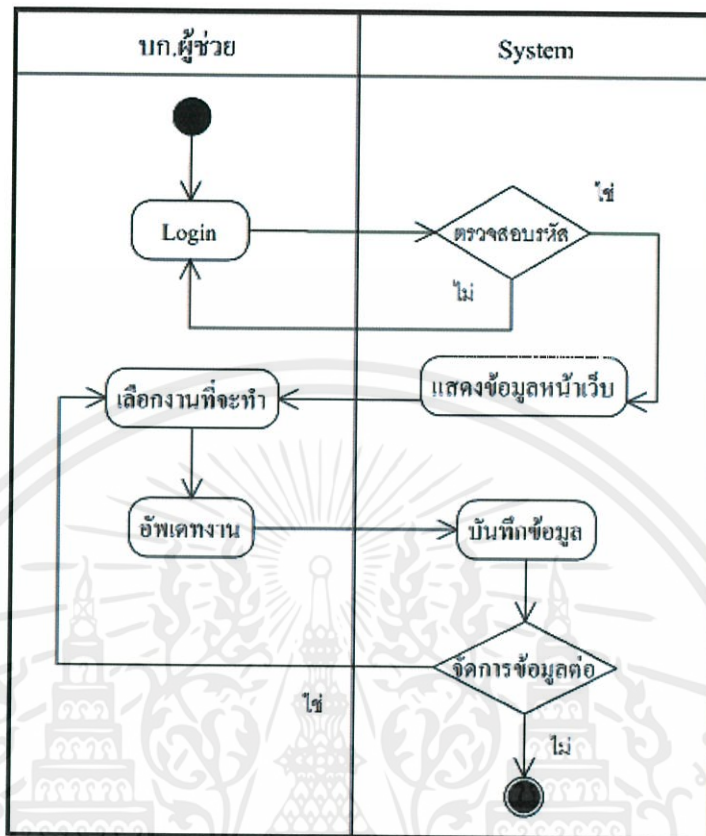 บก.ผู้ช่วย
System
Login
ตรวจสอบรหัส
ใช่
ไม่
เลือกงานที่จะทำ
แสดงข้อมูลหน้าเว็บ
อัพเดทงาน
บันทึกข้อมูล
จัดการข้อมูลต่อ
ใช่
ไม่